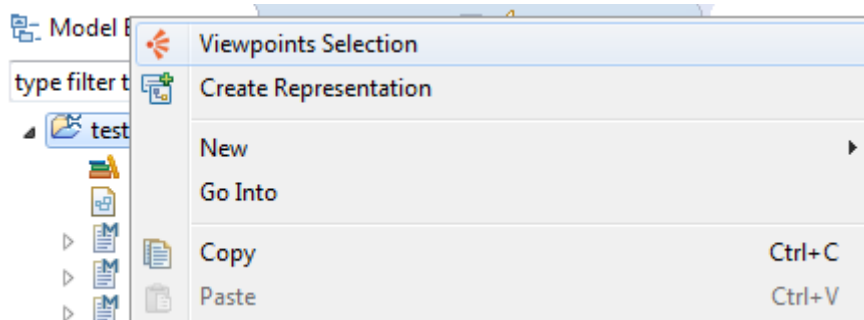 Model E
Viewpoints Selection
type filter t
Create Representation
test
New
Go Into
Copy Ctrl+C
Paste Ctrl+V